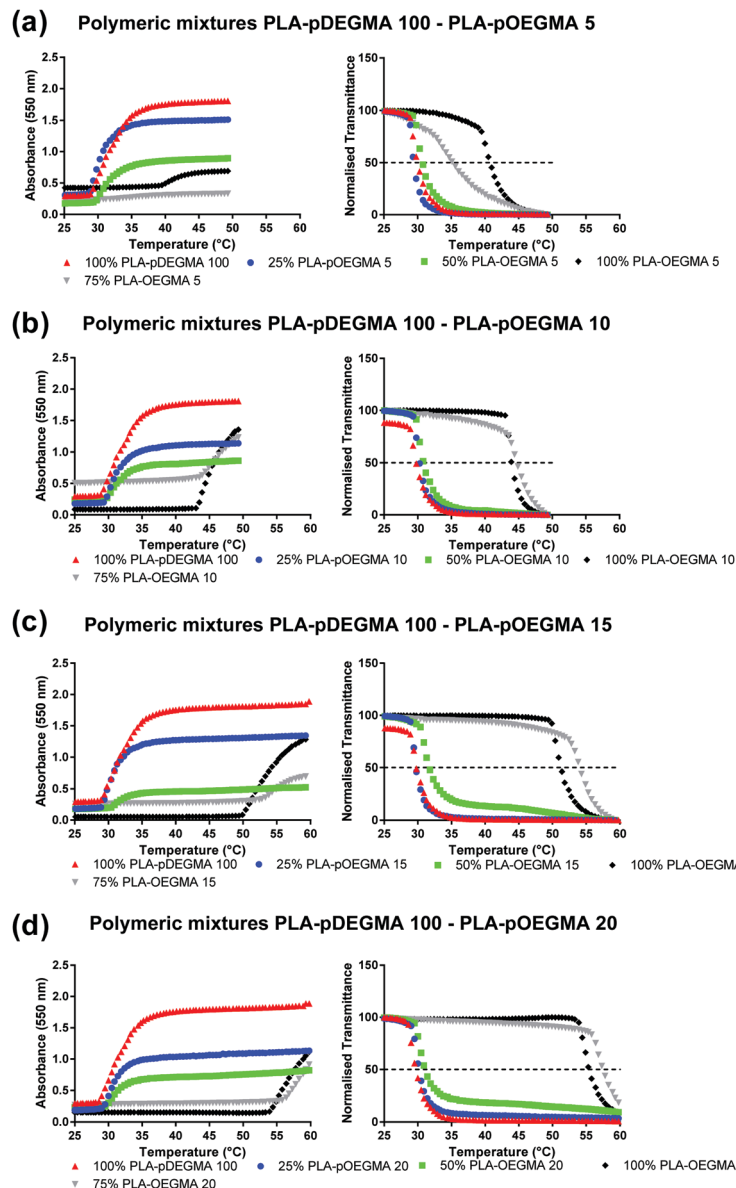 (a) Polymeric mixtures PLA-pDEGMA 100 - PLA-pOEGMA 5
Absorbance (550 nm)
2.5
2.0
1.5
1.0
0.5
0.0
25 30 35 40 45 50 55 60
Temperature (°C)
Normalised Transmittance
150
100
50
0
25 30 35 40 45 50 55 60
Temperature (°C)
100% PLA-pDEGMA 100 25% PLA-pOEGMA 5 50% PLA-OEGMA 5 100% PLA-OEGMA 5
75% PLA-OEGMA 5
(b) Polymeric mixtures PLA-pDEGMA 100 - PLA-pOEGMA 10
Absorbance (550 nm)
2.5
2.0
1.5
1.0
0.5
0.0
25 30 35 40 45 50 55 60
Temperature (°C)
Normalised Transmittance
150
100
50
0
25 30 35 40 45 50 55 60
Temperature (°C)
100% PLA-pDEGMA 100 25% PLA-pOEGMA 10 50% PLA-OEGMA 10 100% PLA-OEGMA 10
75% PLA-OEGMA 10
(c) Polymeric mixtures PLA-pDEGMA 100 - PLA-pOEGMA 15
Absorbance (550 nm)
2.5
2.0
1.5
1.0
0.5
0.0
25 30 35 40 45 50 55 60
Temperature (°C)
Normalised Transmittance
150
100
50
0
25 30 35 40 45 50 55 60
Temperature (°C)
100% PLA-pDEGMA 100 25% PLA-pOEGMA 15 50% PLA-OEGMA 15 100% PLA-OEGMA
75% PLA-OEGMA 15
(d) Polymeric mixtures PLA-pDEGMA 100 - PLA-pOEGMA 20
Absorbance (550 nm)
2.5
2.0
1.5
1.0
0.5
0.0
25 30 35 40 45 50 55 60
Temperature (°C)
Normalised Transmittance
150
100
50
0
25 30 35 40 45 50 55 60
Temperature (°C)
100% PLA-pDEGMA 100 25% PLA-pOEGMA 20 50% PLA-OEGMA 20 100% PLA-OEGMA
75% PLA-OEGMA 20